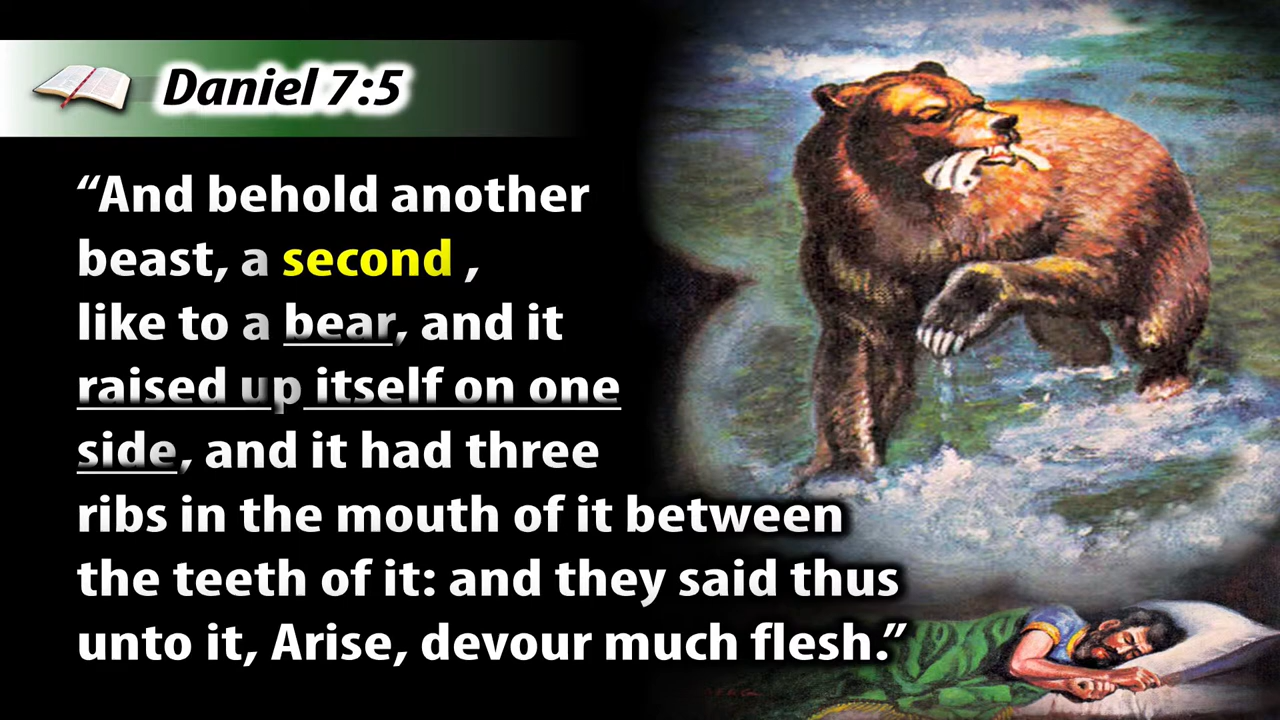 Daniel 7:5
“And behold another
beast, a second ,
like to a bear, and it
raised up itself on one
side, and it had three
ribs in the mouth of it between
the teeth of it: and they said thus
unto it, Arise, devour much flesh.”